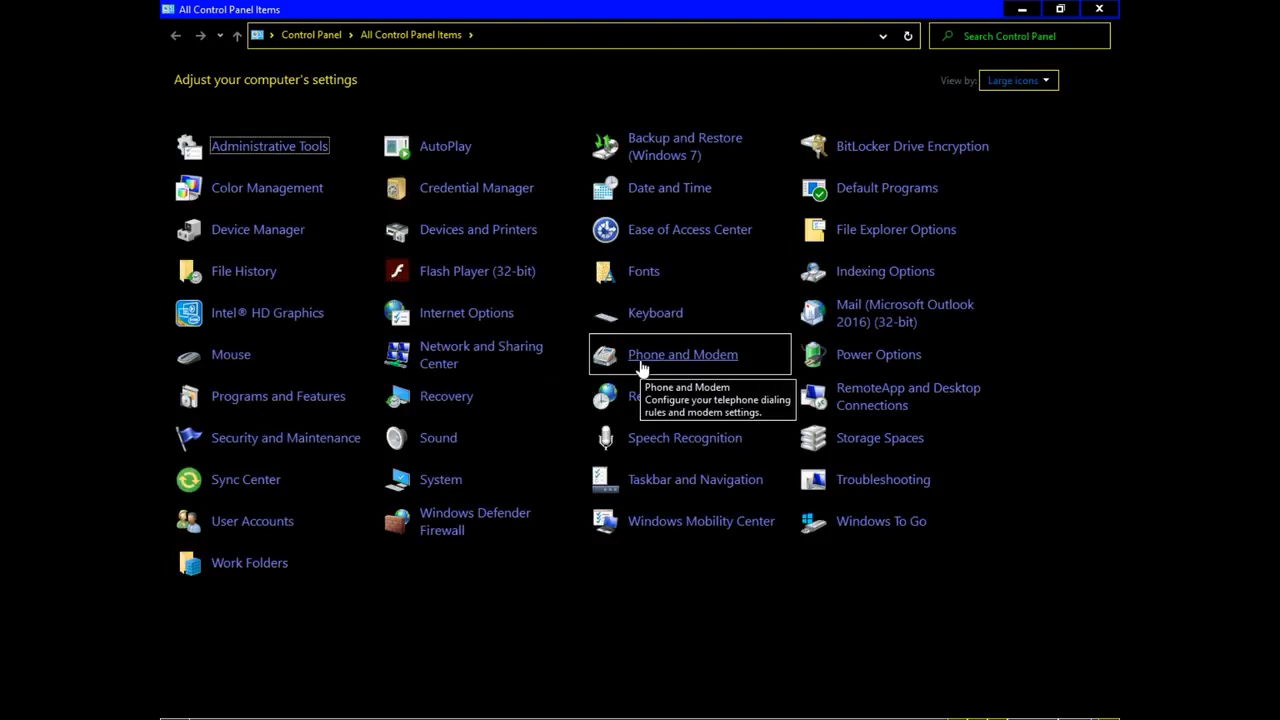 All Control Panel Items
Control Panel > All Control Panel Items >
Search Control Panel
Adjust your computer's settings
View by: Large icons
Administrative Tools
AutoPlay
Backup and Restore
(Windows 7)
BitLocker Drive Encryption
Color Management
Credential Manager
Date and Time
Default Programs
Device Manager
Devices and Printers
Ease of Access Center
File Explorer Options
File History
Flash Player (32-bit)
Fonts
Indexing Options
Intel® HD Graphics
Internet Options
Keyboard
Mail (Microsoft Outlook
2016) (32-bit)
Mouse
Network and Sharing
Center
Phone and Modem
Power Options
Programs and Features
Recovery
Re
Phone and Modem
Configure your telephone dialing
rules and modem settings.
RemoteApp and Desktop
Connections
Security and Maintenance
Sound
Speech Recognition
Storage Spaces
Sync Center
System
Taskbar and Navigation
Troubleshooting
User Accounts
Windows Defender
Firewall
Windows Mobility Center
Windows To Go
Work Folders